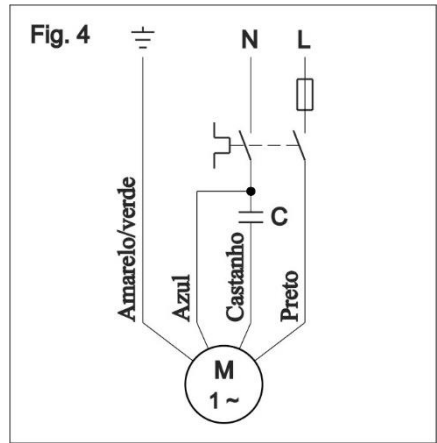 Fig. 4
N L
C
Amarelo/verde
Azul
Castanho
Preto
M
1 ~